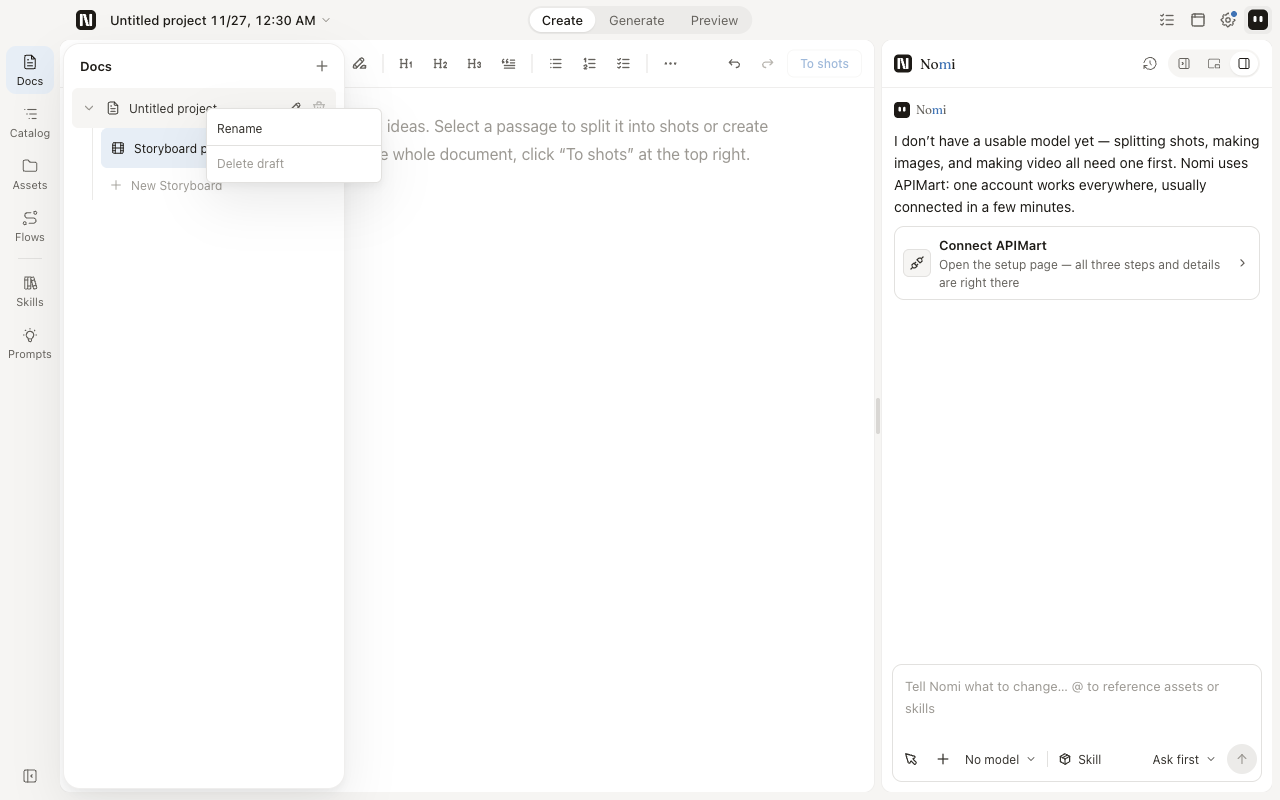 Untitled project 11/27, 12:30 AM
Create
Generate
Preview
Docs
Catalog
Assets
Flows
Skills
Prompts
Docs
Untitled project
Storyboard p
New Storyboard
Rename
Delete draft
H1
H2
H3
To shots
ideas. Select a passage to split it into shots or create
e whole document, click “To shots” at the top right.
Nomi
Nomi
I don’t have a usable model yet — splitting shots, making
images, and making video all need one first. Nomi uses
APIMart: one account works everywhere, usually
connected in a few minutes.
Connect APIMart
Open the setup page — all three steps and details
are right there
Tell Nomi what to change... @ to reference assets or
skills
No model
Skill
Ask first